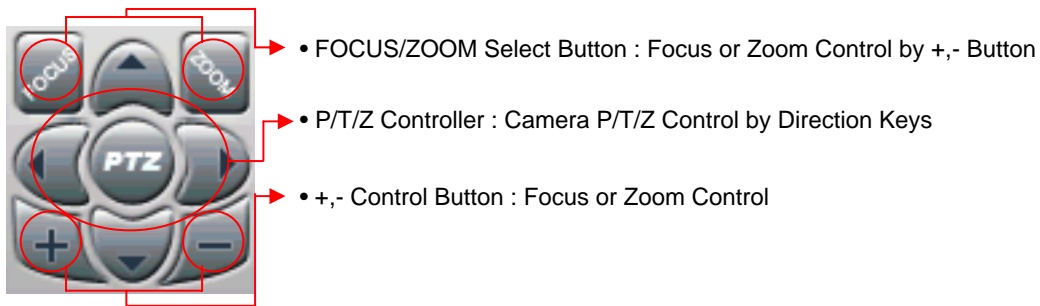 FOCUS
ZOOM
• FOCUS/ZOOM Select Button : Focus or Zoom Control by +,- Button
PTZ
• P/T/Z Controller : Camera P/T/Z Control by Direction Keys
+
−
• +,- Control Button : Focus or Zoom Control